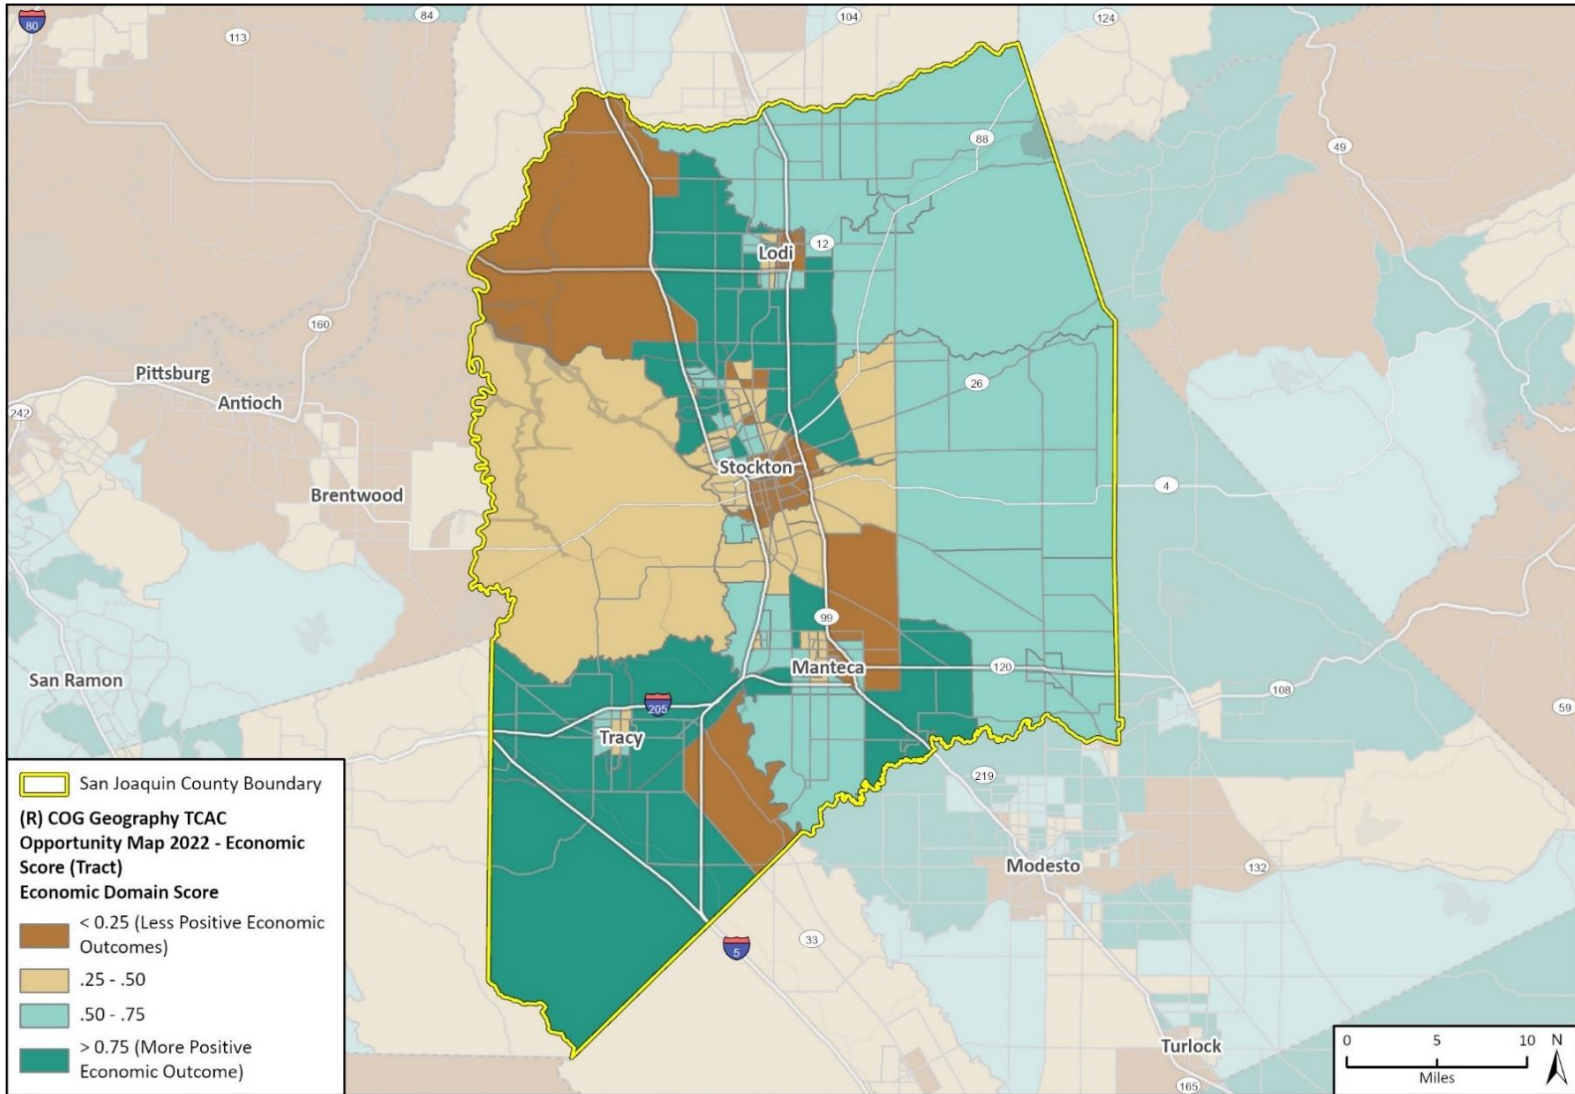 80
113
84
104
124
88
49
12
Lodi
160
Pittsburg
Antioch
242
26
Stockton
4
Brentwood
99
Manteca
120
San Ramon
108
59
205
Tracy
219
Modesto
132
33
5
Turlock
165
San Joaquin County Boundary
(R) COG Geography TCAC
Opportunity Map 2022 - Economic
Score (Tract)
Economic Domain Score
< 0.25 (Less Positive Economic
Outcomes)
.25 - .50
.50 - .75
> 0.75 (More Positive
Economic Outcome)
0 5 10
Miles
N